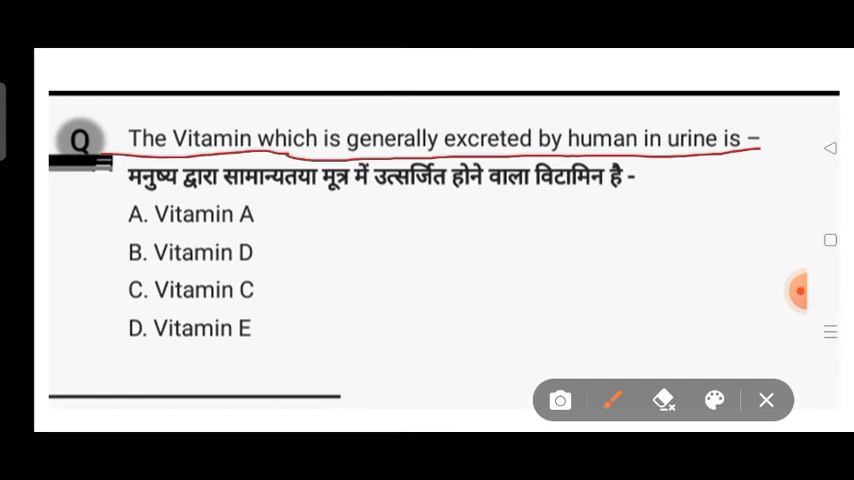 Q The Vitamin which is generally excreted by human in urine is –
मनुष्य द्वारा सामान्यतया मूत्र में उत्सर्जित होने वाला विटामिन है -
A. Vitamin A
B. Vitamin D
C. Vitamin C
D. Vitamin E